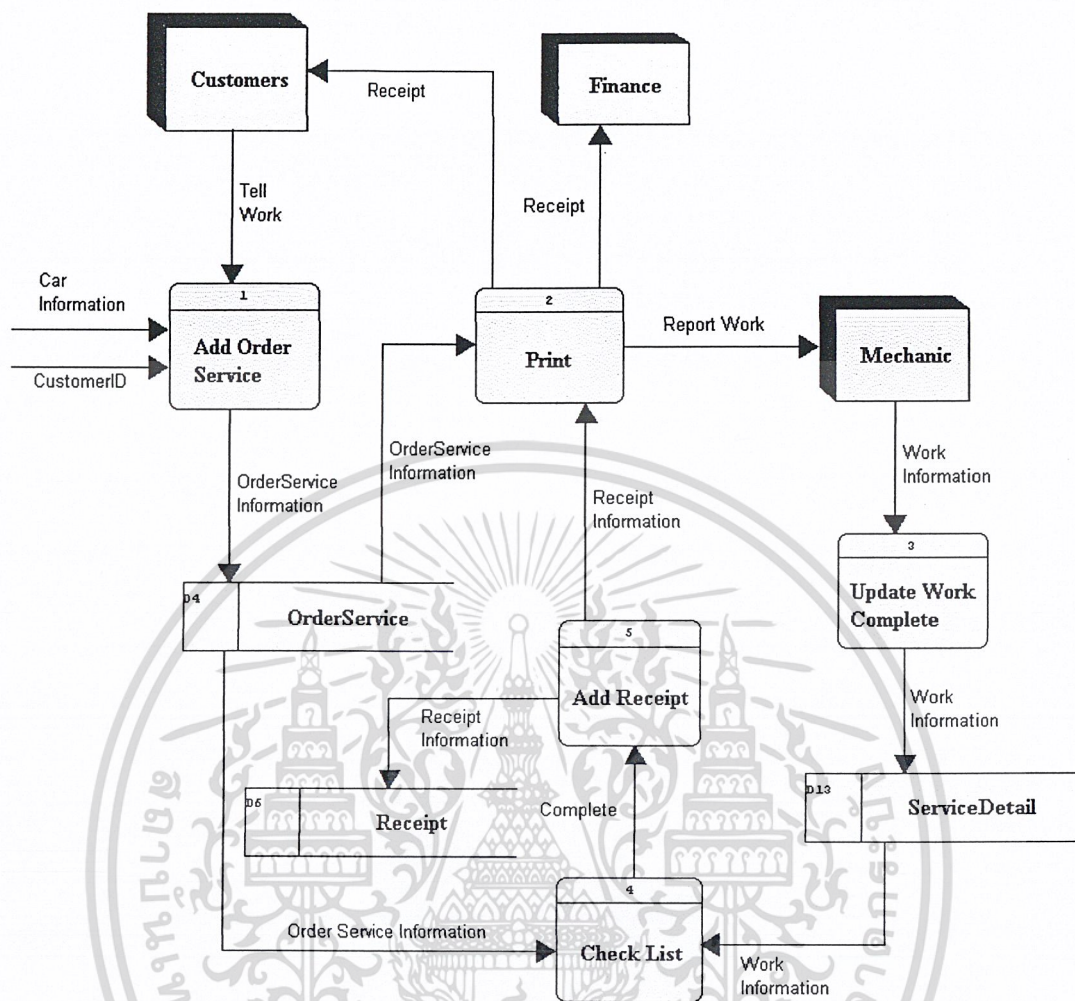 Customers
Finance
Receipt
Tell
Work
Receipt
Car
Information
CustomerID
1
Add Order
Service
2
Print
Report Work
Mechanic
OrderService
Information
OrderService
Information
Receipt
Information
Work
Information
3
Update Work
Complete
D4
OrderService
5
Add Receipt
Receipt
Information
Work
Information
D6
Receipt
Complete
D13
ServiceDetail
4
Check List
Order Service Information
Work
Information